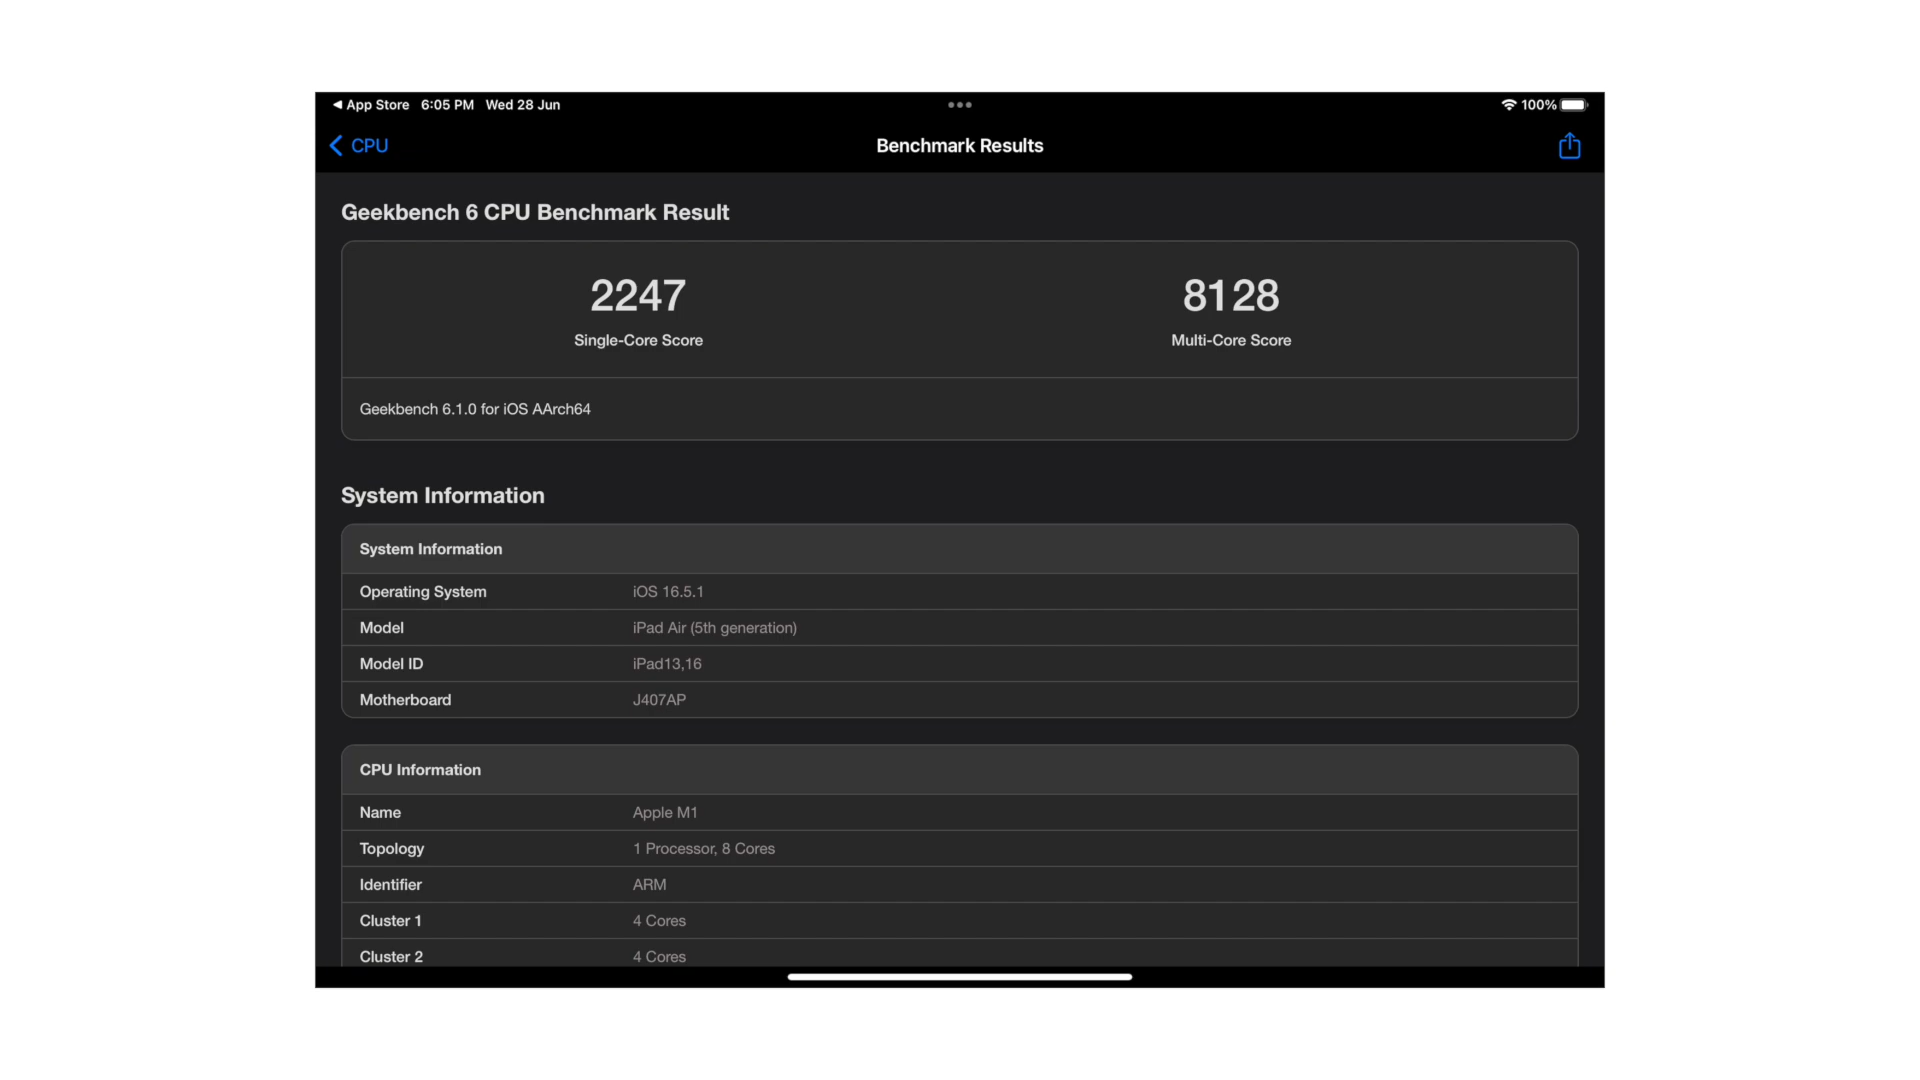 App Store 6:05 PM Wed 28 Jun 100%
CPU Benchmark Results
Geekbench 6 CPU Benchmark Result
2247 8128
Single-Core Score Multi-Core Score
Geekbench 6.1.0 for iOS AArch64
System Information
System Information
Operating System iOS 16.5.1
Model iPad Air (5th generation)
Model ID iPad13,16
Motherboard J407AP
CPU Information
Name Apple M1
Topology 1 Processor, 8 Cores
Identifier ARM
Cluster 1 4 Cores
Cluster 2 4 Cores